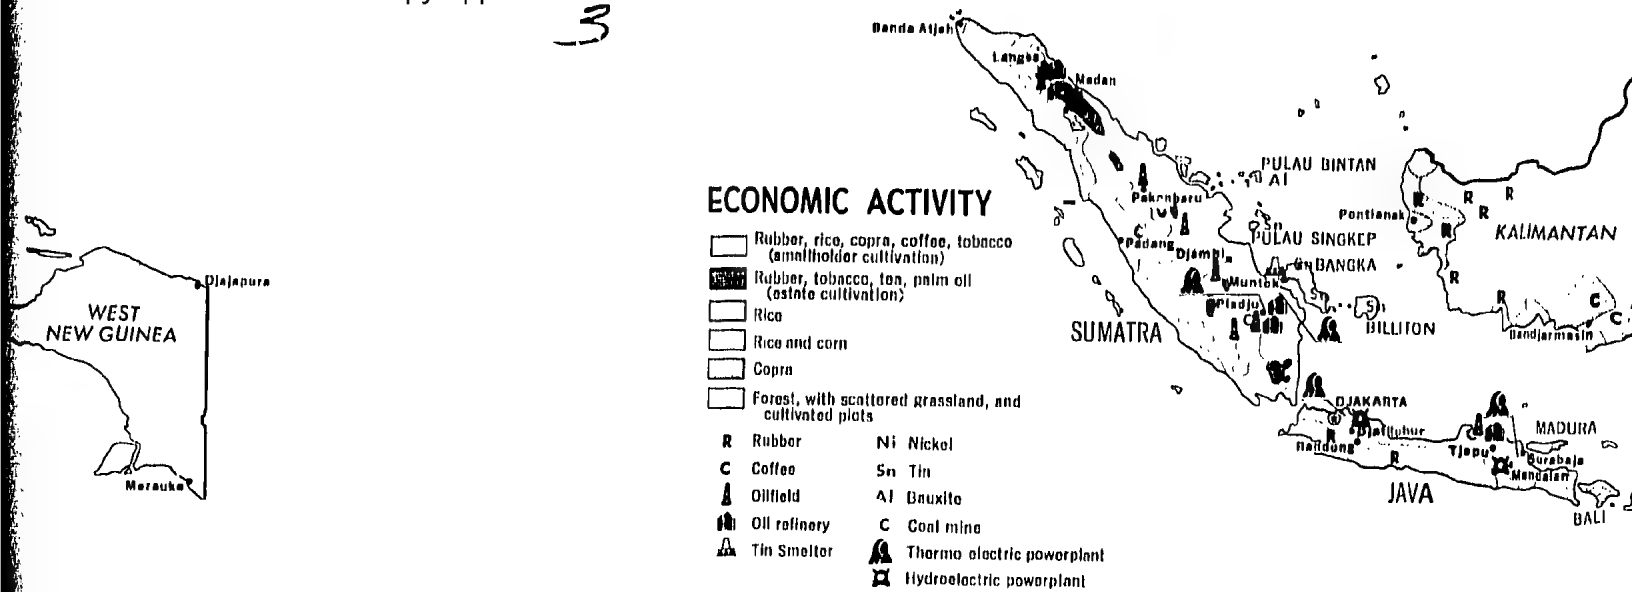 3
Banda Atjeh
Langsa
Medan
PULAU BINTAN
Al
Pakanbaru
Pontianak
R
R
R
R
R
KALIMANTAN
C
Padang
Sn
PULAU SINGKEP
Djambi
Sn BANGKA
Muntok
Sn
Sn
R
R
C
C
Pladju
C
BILLITON
Bandjarmasin
SUMATRA
DJAKARTA
Djatiluhur
Bandung
R
R
C
Tjepu
MADURA
Surabaja
Mendalan
JAVA
BALI
Djajapura
WEST
NEW GUINEA
Merauke
ECONOMIC ACTIVITY
Rubber, rice, copra, coffee, tobacco
(smallholder cultivation)
Rubber, tobacco, tea, palm oil
(estate cultivation)
Rice
Rice and corn
Copra
Forest, with scattered grassland, and
cultivated plots
R Rubber
Ni Nickel
C Coffee
Sn Tin
Oilfield
Al Bauxite
Oil refinery
C Coal mine
Tin Smelter
Thermo electric powerplant
Hydroelectric powerplant